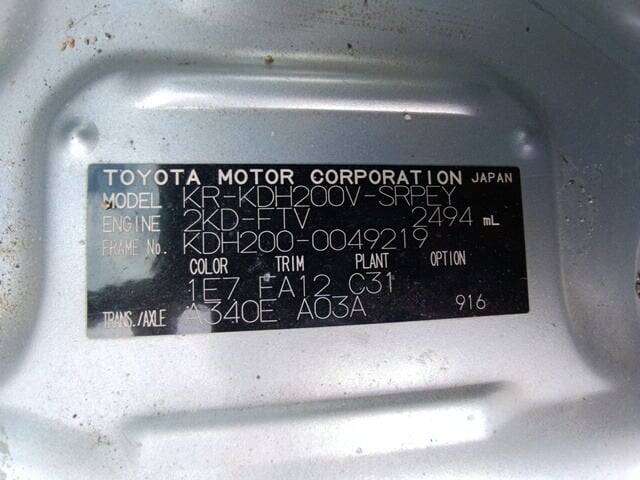 TOYOTA MOTOR CORPORATION JAPAN
MODEL KR-KDH200V-SRPEY
ENGINE 2KD-FTV 2494 mL
FRAME No. KDH200-0049219
COLOR TRIM PLANT OPTION
1E7 FA12 C31
TRANS./AXLE A340E A03A 916